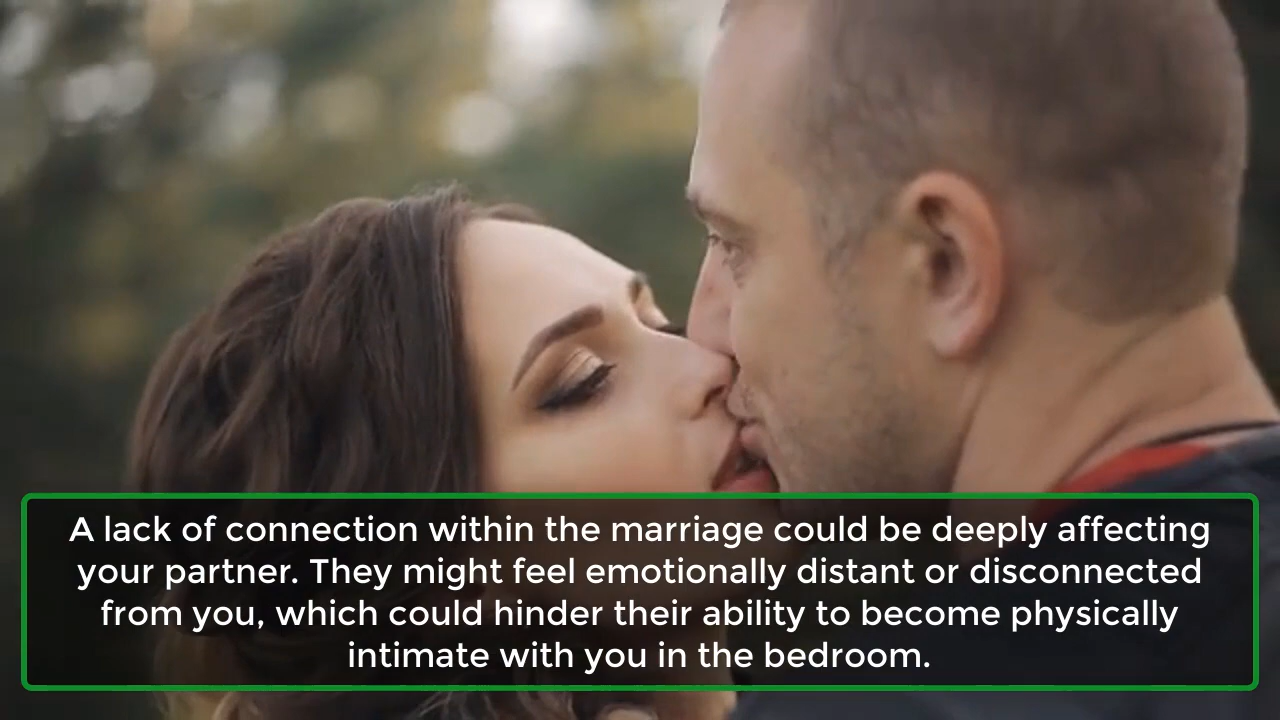 A lack of connection within the marriage could be deeply affecting
your partner. They might feel emotionally distant or disconnected
from you, which could hinder their ability to become physically
intimate with you in the bedroom.